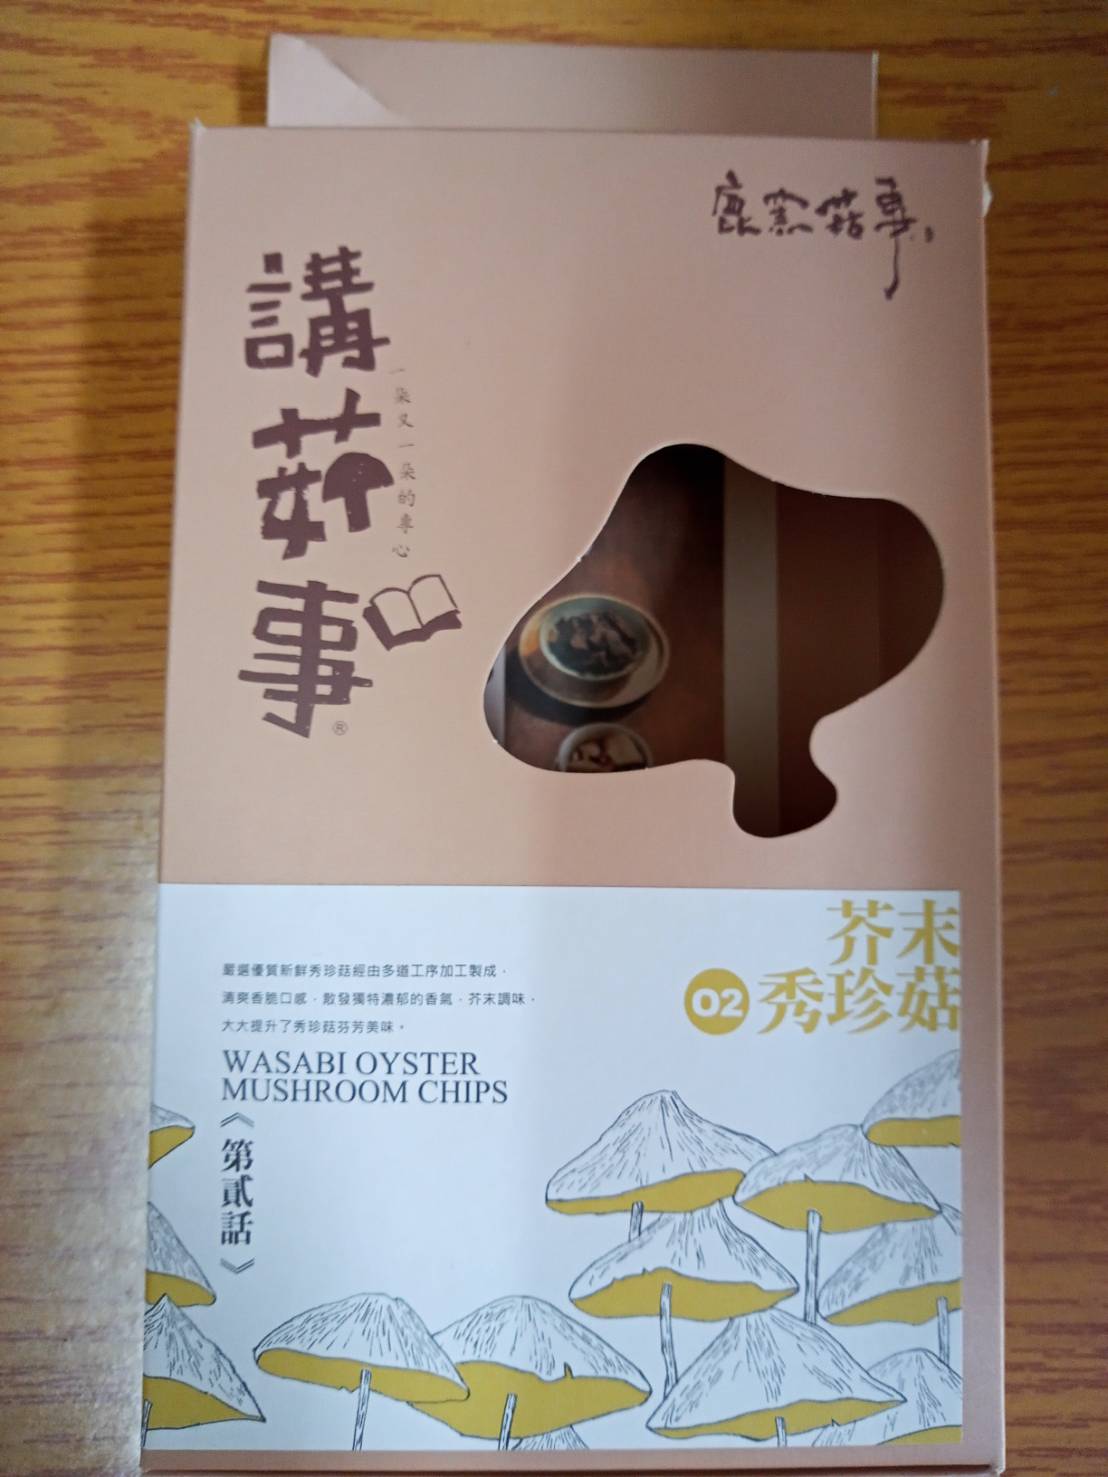 鹿窯菇事
講菇事®
一朵又一朵的專心
芥末
02 秀珍菇
嚴選優質新鮮秀珍菇經由多道工序加工製成，
清爽香脆口感，散發獨特濃郁的香氣，芥末調味，
大大提升了秀珍菇芬芳美味。
WASABI OYSTER
MUSHROOM CHIPS
《第貳話》